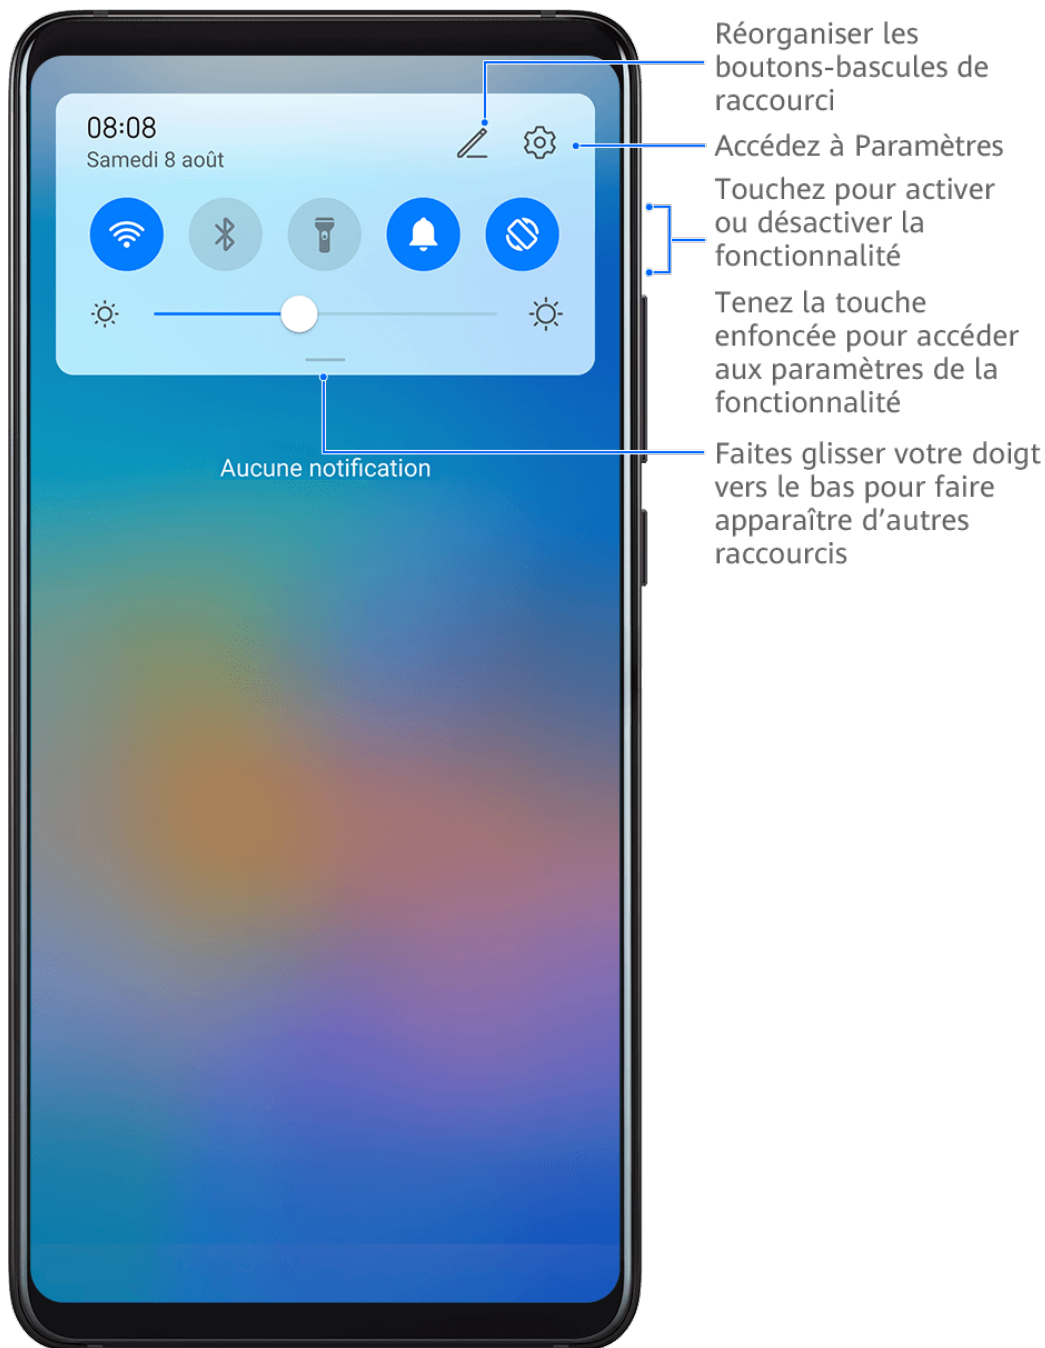 08:08
Samedi 8 août
Aucune notification
Réorganiser les
boutons-bascules de
raccourci
Accédez à Paramètres
Touchez pour activer
ou désactiver la
fonctionnalité
Tenez la touche
enfoncée pour accéder
aux paramètres de la
fonctionnalité
Faites glisser votre doigt
vers le bas pour faire
apparaître d’autres
raccourcis